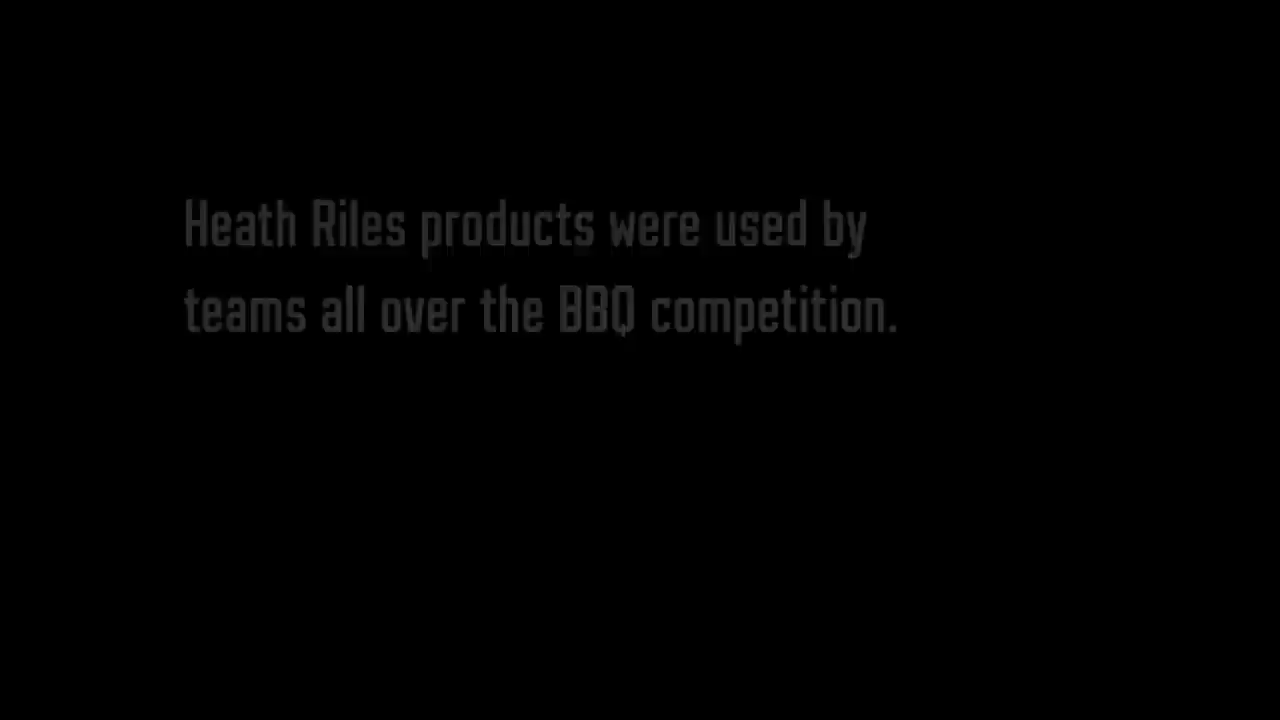 Heath Riles products were used by
teams all over the BBQ competition.